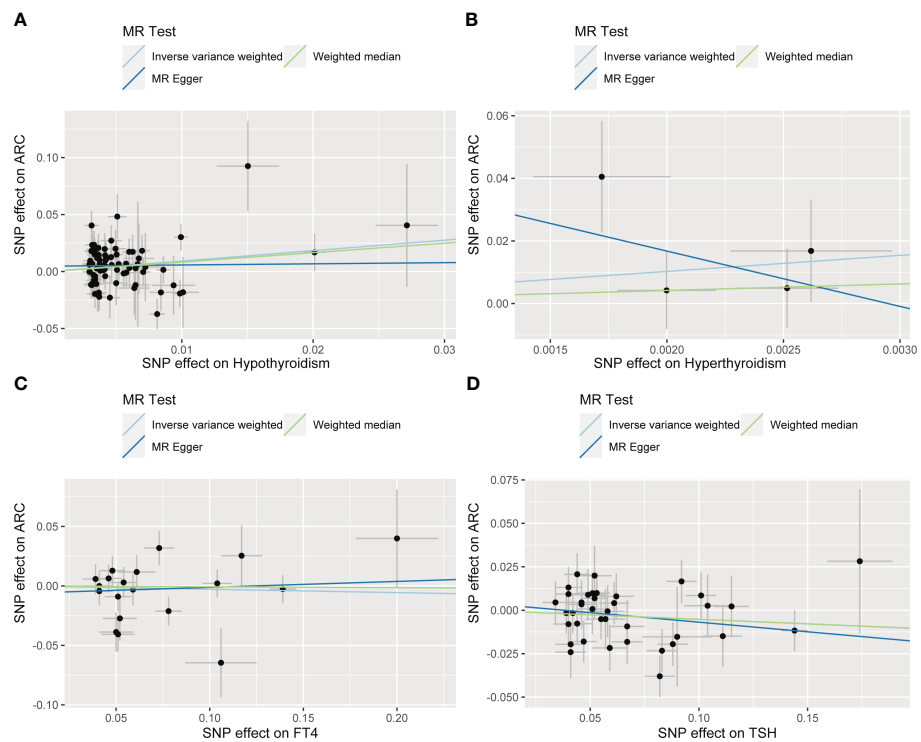 A
MR Test
Inverse variance weighted
Weighted median
MR Egger
SNP effect on ARC
0.10
0.05
0.00
-0.05
0.01
0.02
0.03
SNP effect on Hypothyroidism
B
MR Test
Inverse variance weighted
Weighted median
MR Egger
SNP effect on ARC
0.06
0.04
0.02
0.00
0.0015
0.0020
0.0025
0.0030
SNP effect on Hyperthyroidism
C
MR Test
Inverse variance weighted
Weighted median
MR Egger
SNP effect on ARC
0.05
0.00
-0.05
-0.10
0.05
0.10
0.15
0.20
SNP effect on FT4
D
MR Test
Inverse variance weighted
Weighted median
MR Egger
SNP effect on ARC
0.075
0.050
0.025
0.000
-0.025
-0.050
0.05
0.10
0.15
SNP effect on TSH